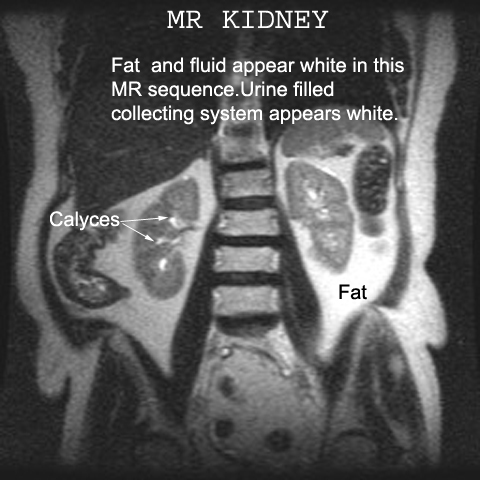 MR KIDNEY
Fat  and fluid appear white in this
MR sequence.Urine filled
collecting system appears white.
Calyces
Fat